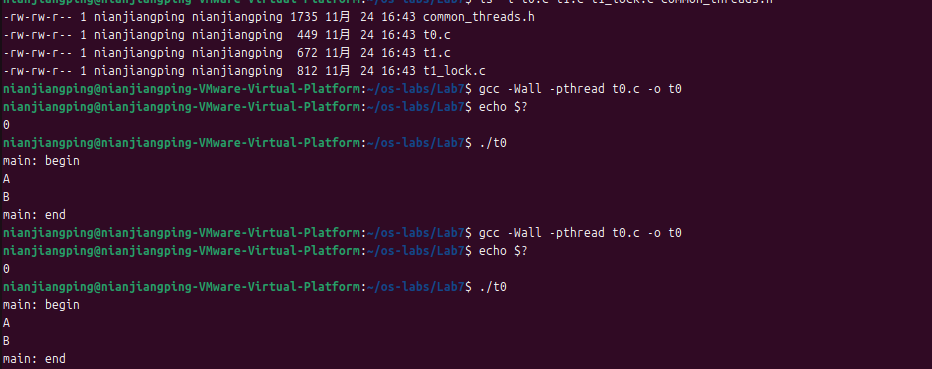 $ ls -l t0.c t1.c t1_lock.c common_threads.h
-rw-rw-r-- 1 nianjiangping nianjiangping 1735 11月 24 16:43 common_threads.h
-rw-rw-r-- 1 nianjiangping nianjiangping  449 11月 24 16:43 t0.c
-rw-rw-r-- 1 nianjiangping nianjiangping  672 11月 24 16:43 t1.c
-rw-rw-r-- 1 nianjiangping nianjiangping  812 11月 24 16:43 t1_lock.c
nianjiangping@nianjiangping-VMware-Virtual-Platform:~/os-labs/Lab7$ gcc -Wall -pthread t0.c -o t0
nianjiangping@nianjiangping-VMware-Virtual-Platform:~/os-labs/Lab7$ echo $?
0
nianjiangping@nianjiangping-VMware-Virtual-Platform:~/os-labs/Lab7$ ./t0
main: begin
A
B
main: end
nianjiangping@nianjiangping-VMware-Virtual-Platform:~/os-labs/Lab7$ gcc -Wall -pthread t0.c -o t0
nianjiangping@nianjiangping-VMware-Virtual-Platform:~/os-labs/Lab7$ echo $?
0
nianjiangping@nianjiangping-VMware-Virtual-Platform:~/os-labs/Lab7$ ./t0
main: begin
A
B
main: end